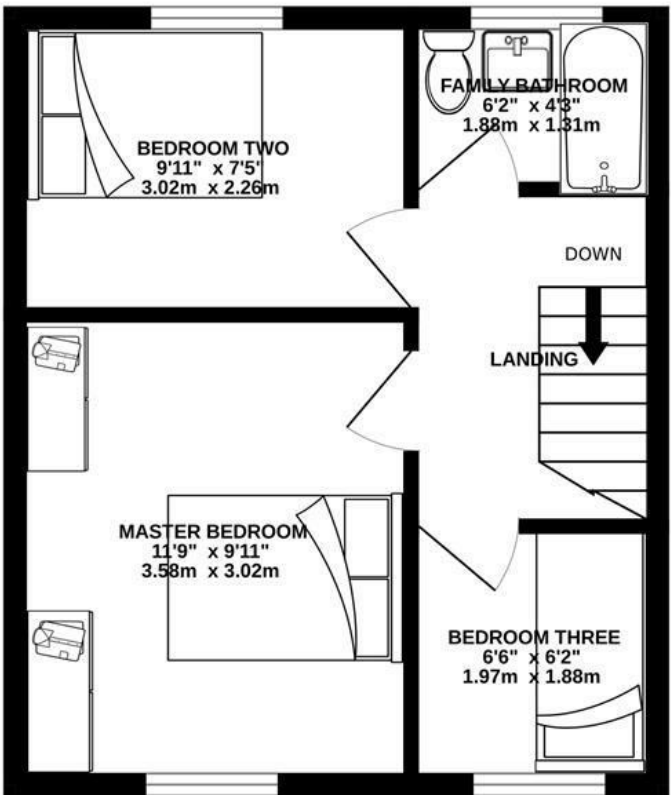 FAMILY BATHROOM
6'2" x 4'3"
1.88m x 1.31m
BEDROOM TWO
9'11" x 7'5"
3.02m x 2.26m
DOWN
LANDING
MASTER BEDROOM
11'9" x 9'11"
3.58m x 3.02m
BEDROOM THREE
6'6" x 6'2"
1.97m x 1.88m